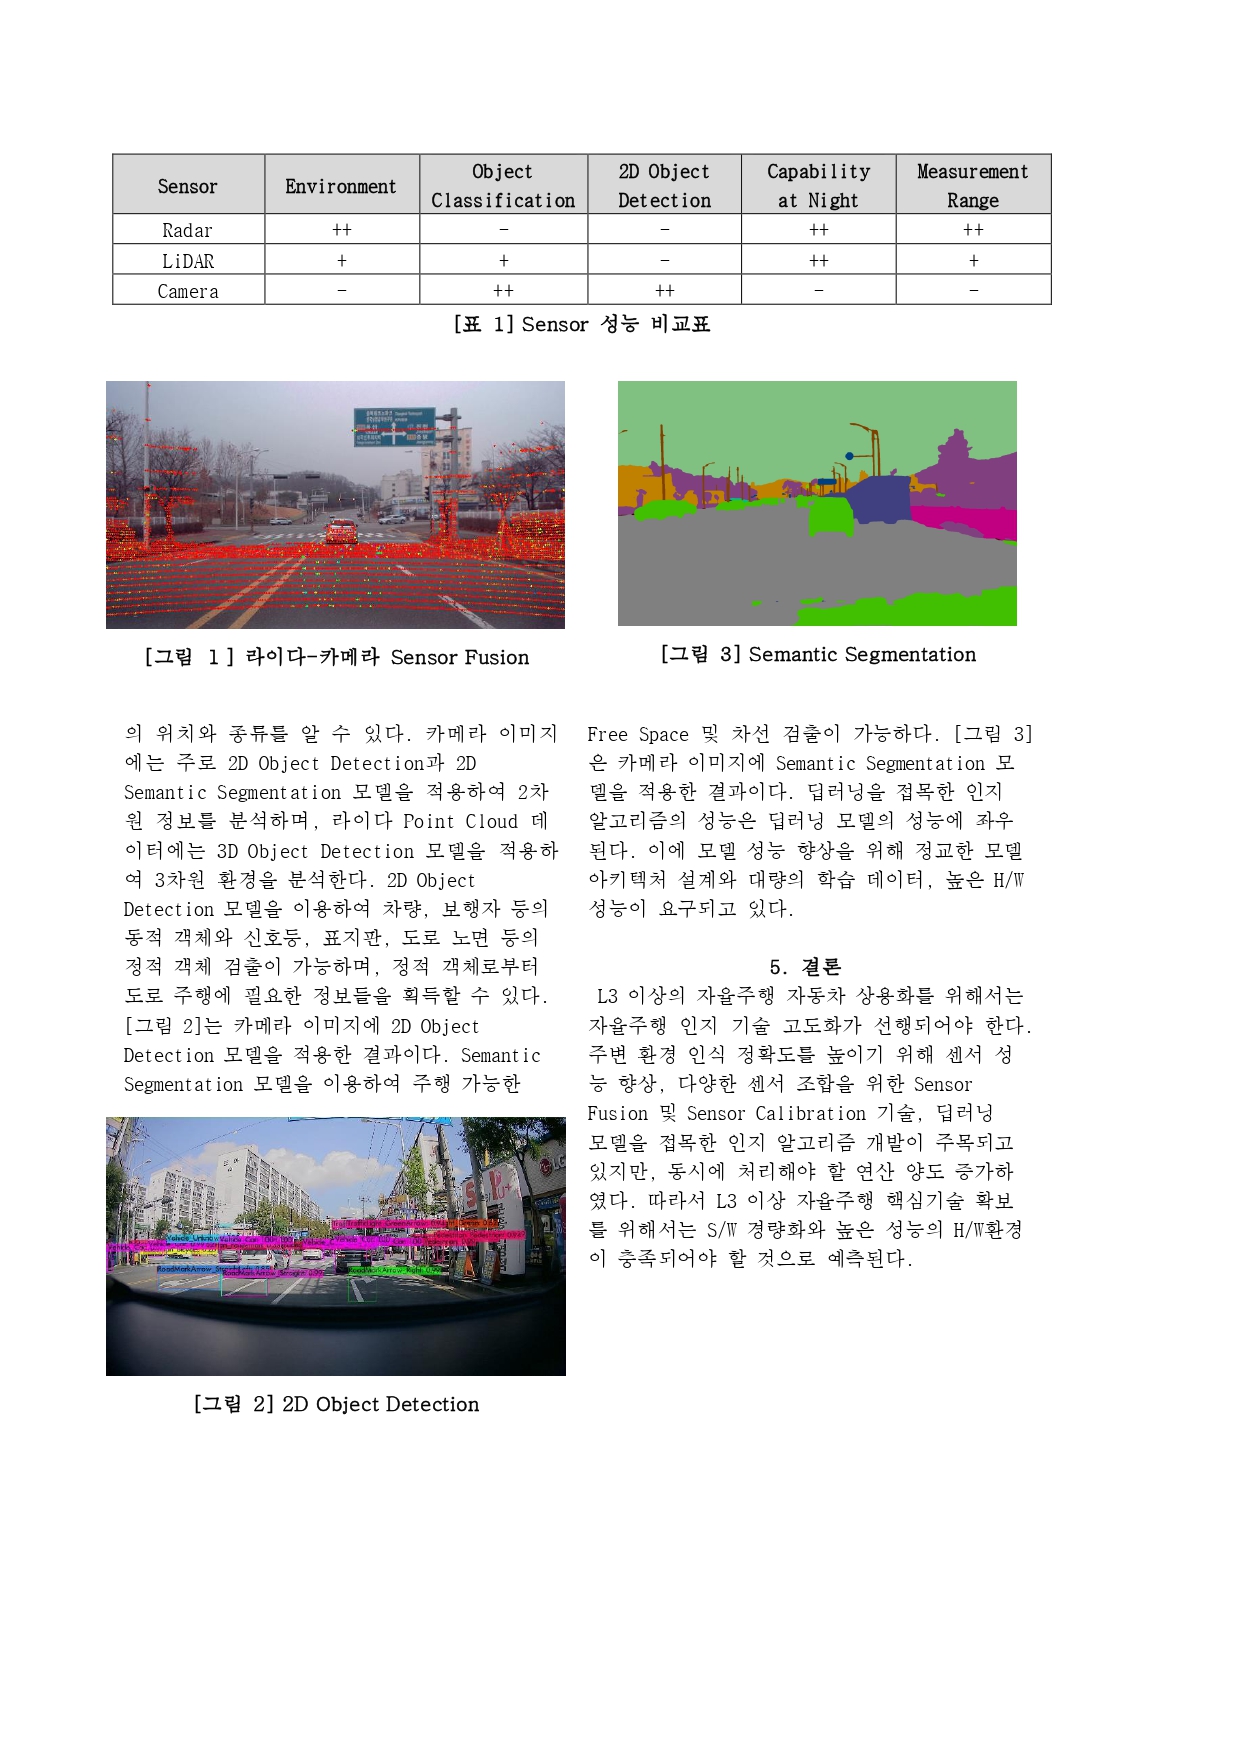 Sensor Environment Object Classification 2D Object Detection Capability at Night Measurement Range
Radar ++ - - ++ ++
LiDAR + + - ++ +
Camera - ++ ++ - -
[표 1] Sensor 성능 비교표
[그림 1] 라이다-카메라 Sensor Fusion
[그림 3] Semantic Segmentation
의 위치와 종류를 알 수 있다. 카메라 이미지
에는 주로 2D Object Detection과 2D
Semantic Segmentation 모델을 적용하여 2차
원 정보를 분석하며, 라이다 Point Cloud 데
이터에는 3D Object Detection 모델을 적용하
여 3차원 환경을 분석한다. 2D Object
Detection 모델을 이용하여 차량, 보행자 등의
동적 객체와 신호등, 표지판, 도로 노면 등의
정적 객체 검출이 가능하며, 정적 객체로부터
도로 주행에 필요한 정보들을 획득할 수 있다.
[그림 2]는 카메라 이미지에 2D Object
Detection 모델을 적용한 결과이다. Semantic
Segmentation 모델을 이용하여 주행 가능한
[그림 2] 2D Object Detection
Free Space 및 차선 검출이 가능하다. [그림 3]
은 카메라 이미지에 Semantic Segmentation 모
델을 적용한 결과이다. 딥러닝을 접목한 인지
알고리즘의 성능은 딥러닝 모델의 성능에 좌우
된다. 이에 모델 성능 향상을 위해 정교한 모델
아키텍처 설계와 대량의 학습 데이터, 높은 H/W
성능이 요구되고 있다.
5. 결론
L3 이상의 자율주행 자동차 상용화를 위해서는
자율주행 인지 기술 고도화가 선행되어야 한다.
주변 환경 인식 정확도를 높이기 위해 센서 성
능 향상, 다양한 센서 조합을 위한 Sensor
Fusion 및 Sensor Calibration 기술, 딥러닝
모델을 접목한 인지 알고리즘 개발이 주목되고
있지만, 동시에 처리해야 할 연산 양도 증가하
였다. 따라서 L3 이상 자율주행 핵심기술 확보
를 위해서는 S/W 경량화와 높은 성능의 H/W환경
이 충족되어야 할 것으로 예측된다.